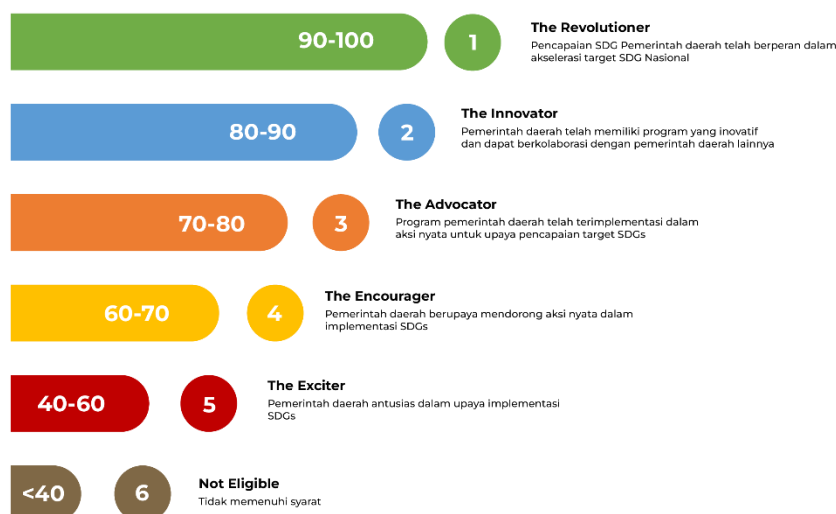 90-100
1
The Revolutioner
Pencapaian SDG Pemerintah daerah telah berperan dalam
akselerasi target SDG Nasional
80-90
2
The Innovator
Pemerintah daerah telah memiliki program yang inovatif
dan dapat berkolaborasi dengan pemerintah daerah lainnya
70-80
3
The Advocator
Program pemerintah daerah telah terimplementasi dalam
aksi nyata untuk upaya pencapaian target SDGs
60-70
4
The Encourager
Pemerintah daerah berupaya mendorong aksi nyata dalam
implementasi SDGs
40-60
5
The Exciter
Pemerintah daerah antusias dalam upaya implementasi
SDGs
<40
6
Not Eligible
Tidak memenuhi syarat